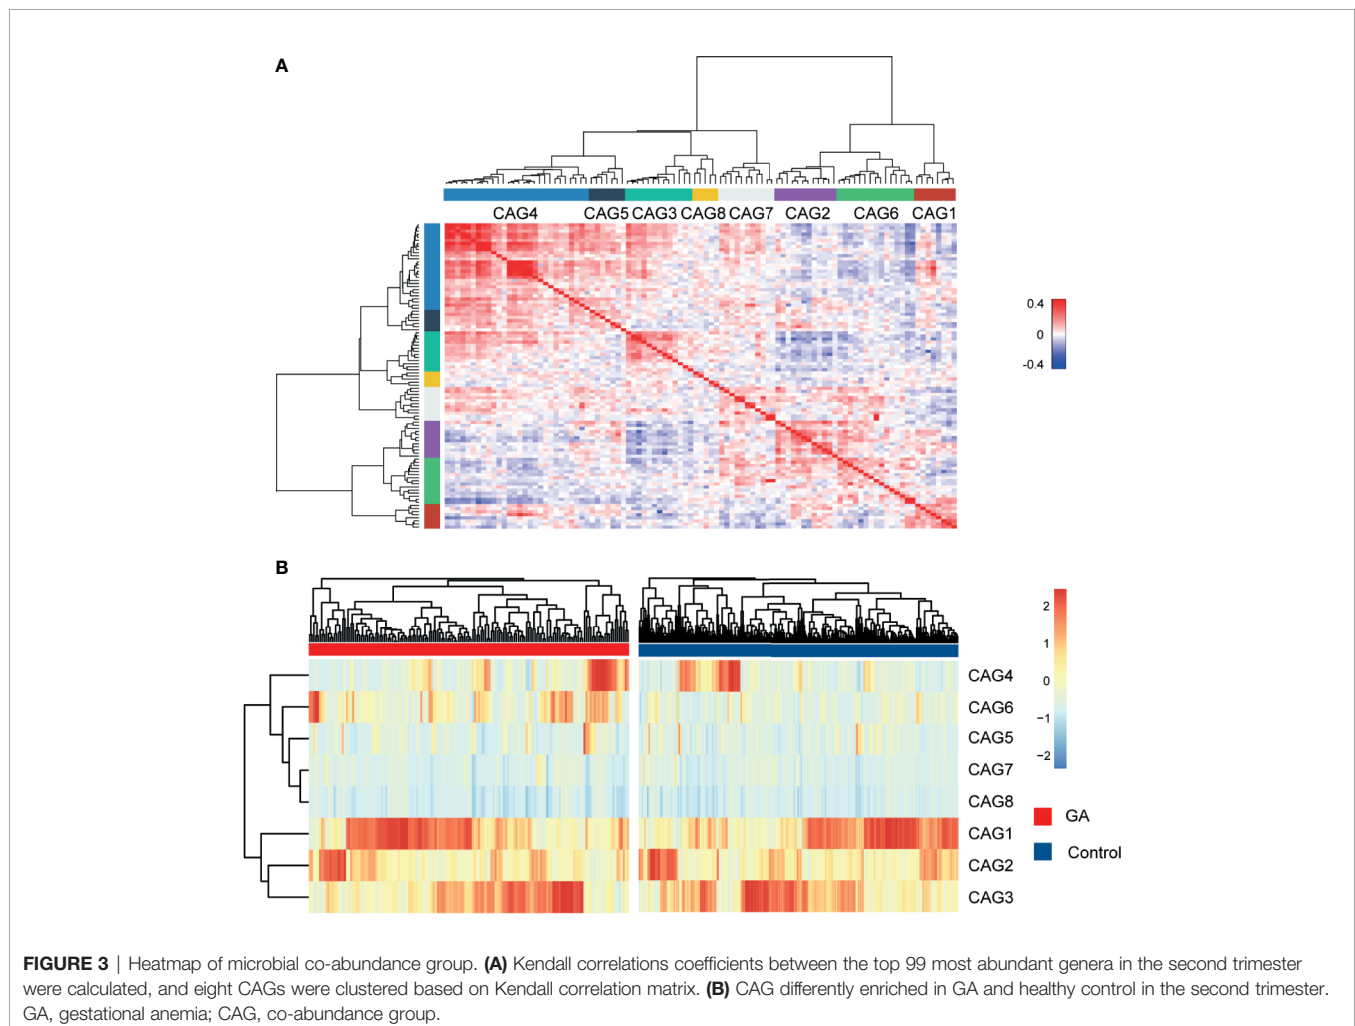 A
CAG4 CAG5 CAG3 CAG8 CAG7 CAG2 CAG6 CAG1
0.4
0
-0.4
B
2
1
0
−1
−2
CAG4
CAG6
CAG5
CAG7
CAG8
CAG1
CAG2
CAG3
GA
Control
FIGURE 3 | Heatmap of microbial co-abundance group. (A) Kendall correlations coefficients between the top 99 most abundant genera in the second trimester
were calculated, and eight CAGs were clustered based on Kendall correlation matrix. (B) CAG differently enriched in GA and healthy control in the second trimester.
GA, gestational anemia; CAG, co-abundance group.